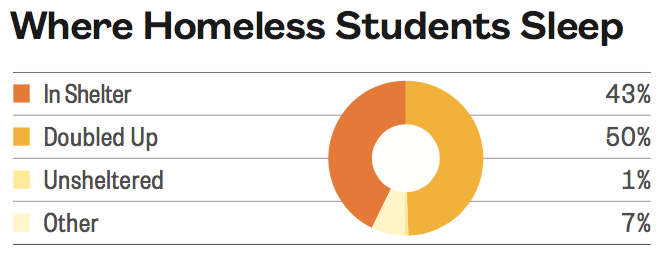 Where Homeless Students Sleep
In Shelter 43%
Doubled Up 50%
Unsheltered 1%
Other 7%